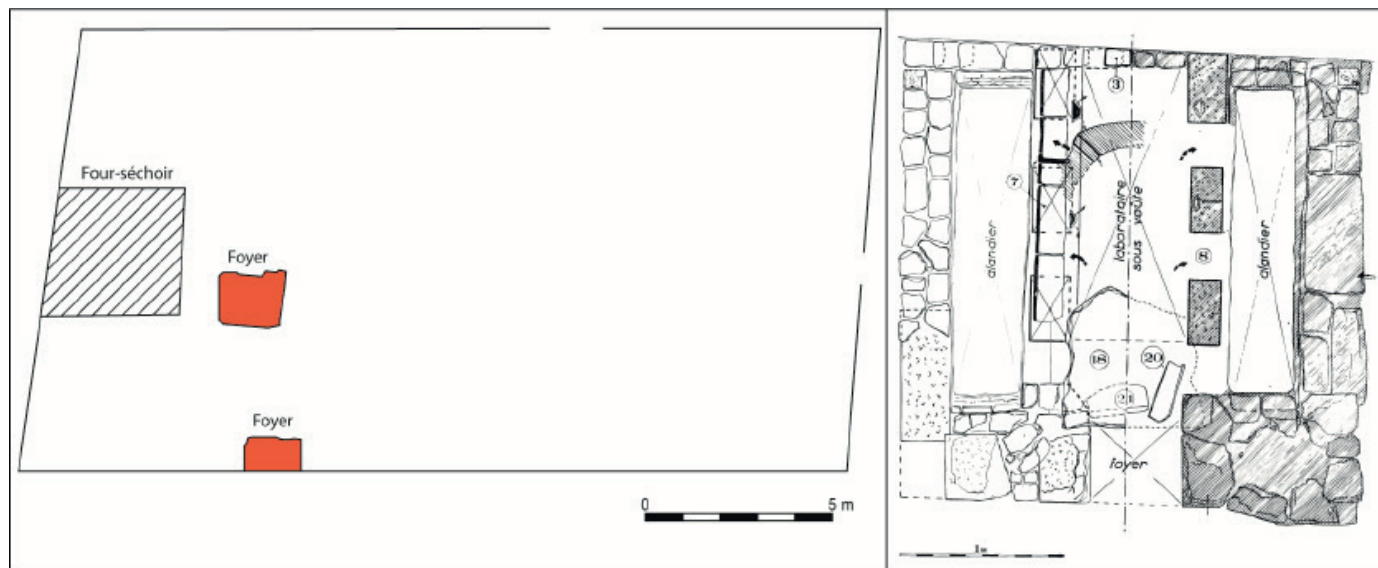 Four-séchoir
Foyer
Foyer
0 5 m
3
7
alandier
laboratoire
sous voûte
8
alandier
18
20
21
foyer
1m